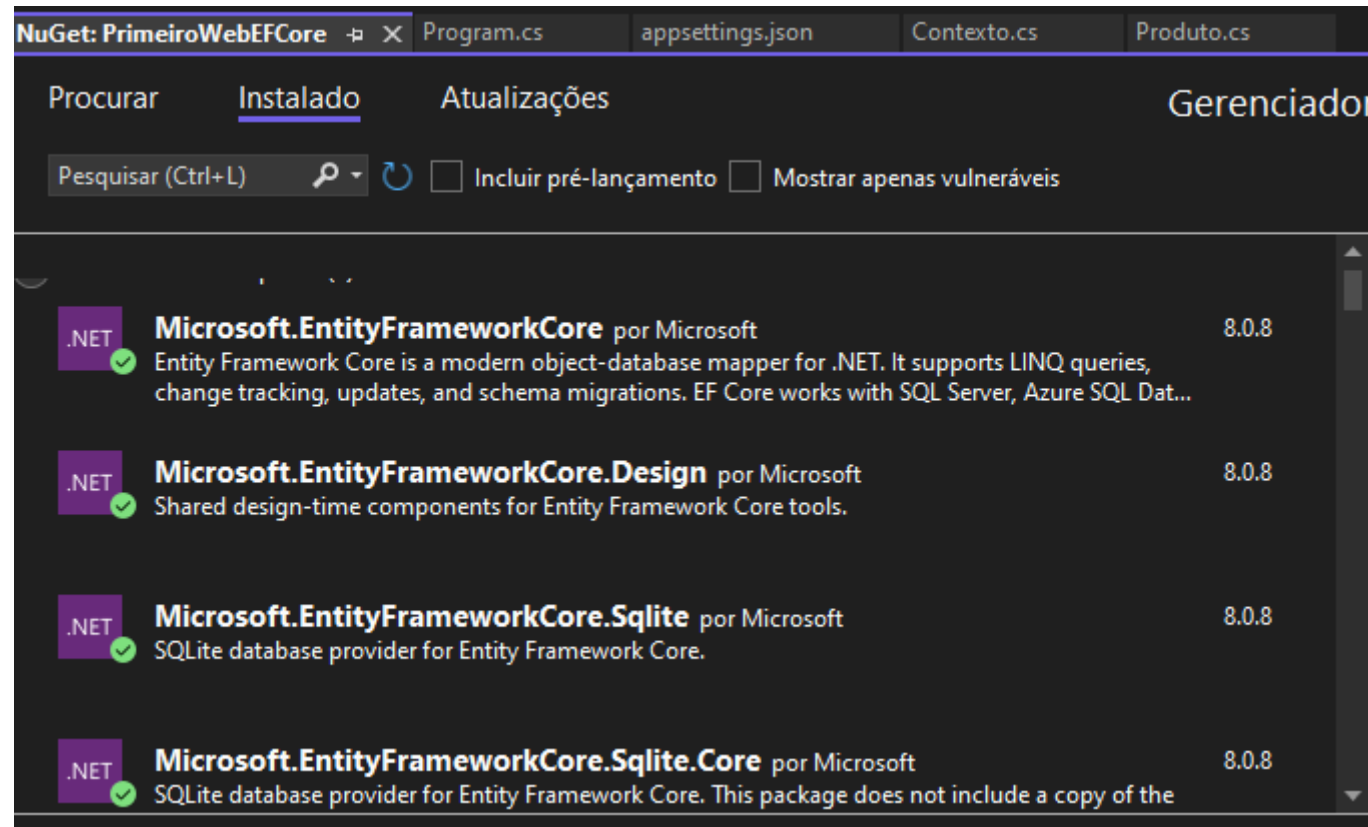 NuGet: PrimeiroWebEFCore Program.cs appsettings.json Contexto.cs Produto.cs
Procurar Instalado Atualizações Gerenciador
Pesquisar (Ctrl+L) Incluir pré-lançamento Mostrar apenas vulneráveis
.NET Microsoft.EntityFrameworkCore por Microsoft 8.0.8
Entity Framework Core is a modern object-database mapper for .NET. It supports LINQ queries,
change tracking, updates, and schema migrations. EF Core works with SQL Server, Azure SQL Dat...
.NET Microsoft.EntityFrameworkCore.Design por Microsoft 8.0.8
Shared design-time components for Entity Framework Core tools.
.NET Microsoft.EntityFrameworkCore.Sqlite por Microsoft 8.0.8
SQLite database provider for Entity Framework Core.
.NET Microsoft.EntityFrameworkCore.Sqlite.Core por Microsoft 8.0.8
SQLite database provider for Entity Framework Core. This package does not include a copy of the